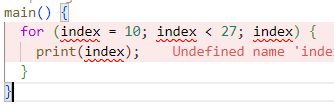 main() {
for (index = 10; index < 27; index) {
print(index); Undefined name 'inde
}
}